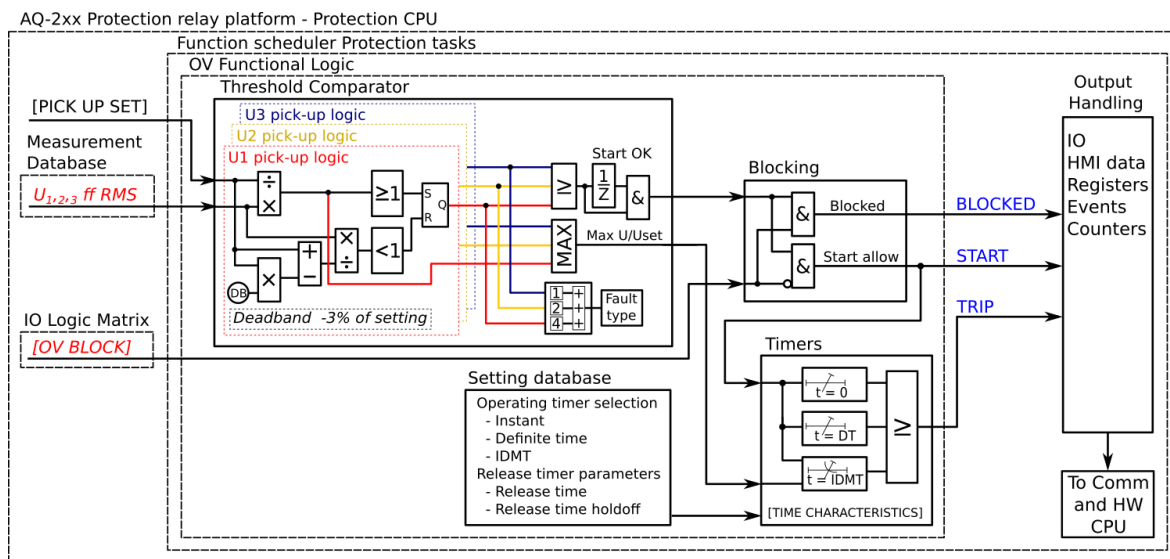 AQ-2xx Protection relay platform - Protection CPU
Function scheduler Protection tasks
OV Functional Logic
Threshold Comparator
[PICK UP SET]
Measurement
Database
U1,2,3 ff RMS
U3 pick-up logic
U2 pick-up logic
U1 pick-up logic
÷
×
≥1
S
Q
R
×
÷
<1
+
−
×
DB
Deadband -3% of setting
≥
Start OK
1
Z
&
MAX
Max U/Uset
1 +
2 +
4 +
Fault
type
IO Logic Matrix
[OV BLOCK]
Blocking
&
Blocked
&
Start allow
BLOCKED
START
TRIP
Output
Handling
IO
HMI data
Registers
Events
Counters
To Comm
and HW
CPU
Setting database
Operating timer selection
- Instant
- Definite time
- IDMT
Release timer parameters
- Release time
- Release time holdoff
Timers
t = 0
t = DT
t = IDMT
≥
[TIME CHARACTERISTICS]